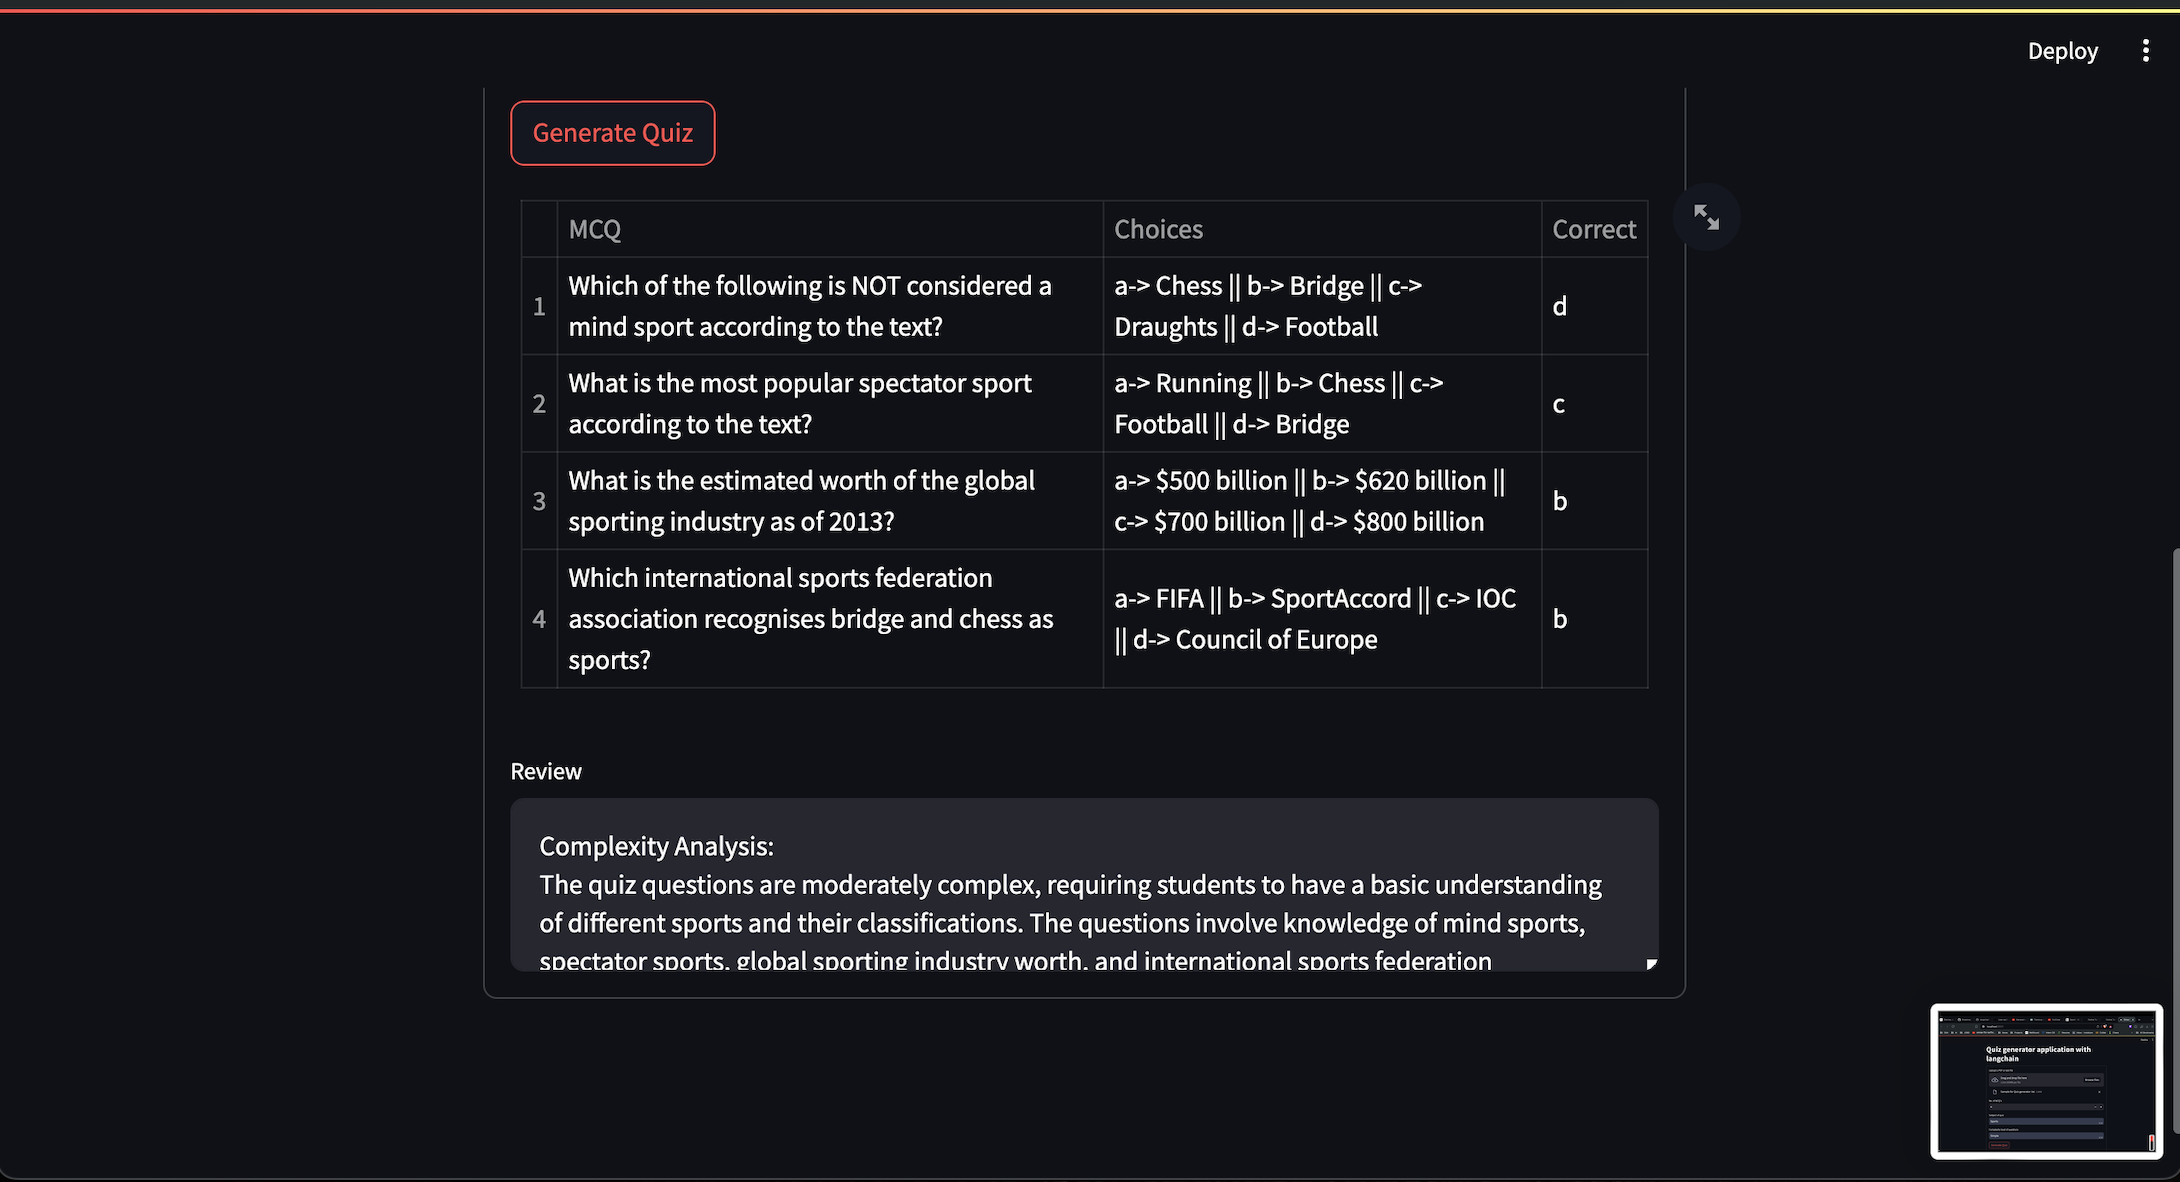 Deploy
Generate Quiz
MCQ
Choices
Correct
1
Which of the following is NOT considered a
mind sport according to the text?
a-> Chess || b-> Bridge || c->
Draughts || d-> Football
d
2
What is the most popular spectator sport
according to the text?
a-> Running || b-> Chess || c->
Football || d-> Bridge
c
3
What is the estimated worth of the global
sporting industry as of 2013?
a-> $500 billion || b-> $620 billion ||
c-> $700 billion || d-> $800 billion
b
4
Which international sports federation
association recognises bridge and chess as
sports?
a-> FIFA || b-> SportAccord || c-> IOC
|| d-> Council of Europe
b
Review
Complexity Analysis:
The quiz questions are moderately complex, requiring students to have a basic understanding
of different sports and their classifications. The questions involve knowledge of mind sports,
spectator sports, global sporting industry worth, and international sports federation
Quiz generator application with
langchain